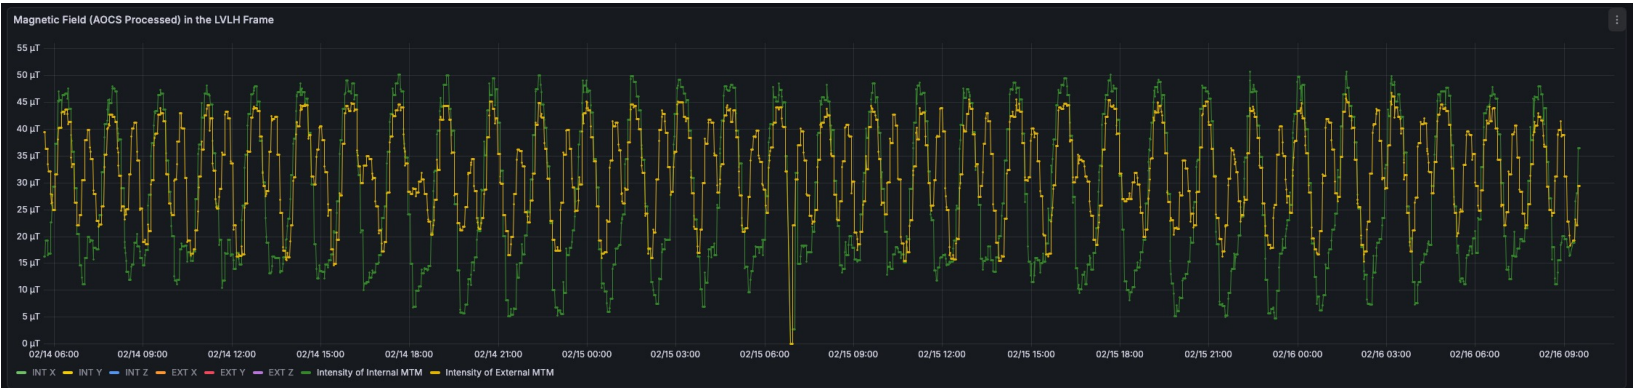 Magnetic Field (AOCS Processed) in the LVLH Frame
55 µT
50 µT
45 µT
40 µT
35 µT
30 µT
25 µT
20 µT
15 µT
10 µT
5 µT
0 µT
02/14 06:00 02/14 09:00 02/14 12:00 02/14 15:00 02/14 18:00 02/14 21:00 02/15 00:00 02/15 03:00 02/15 06:00 02/15 09:00 02/15 12:00 02/15 15:00 02/15 18:00 02/15 21:00 02/16 00:00 02/16 03:00 02/16 06:00 02/16 09:00
INT X INT Y INT Z EXT X EXT Y EXT Z Intensity of Internal MTM Intensity of External MTM